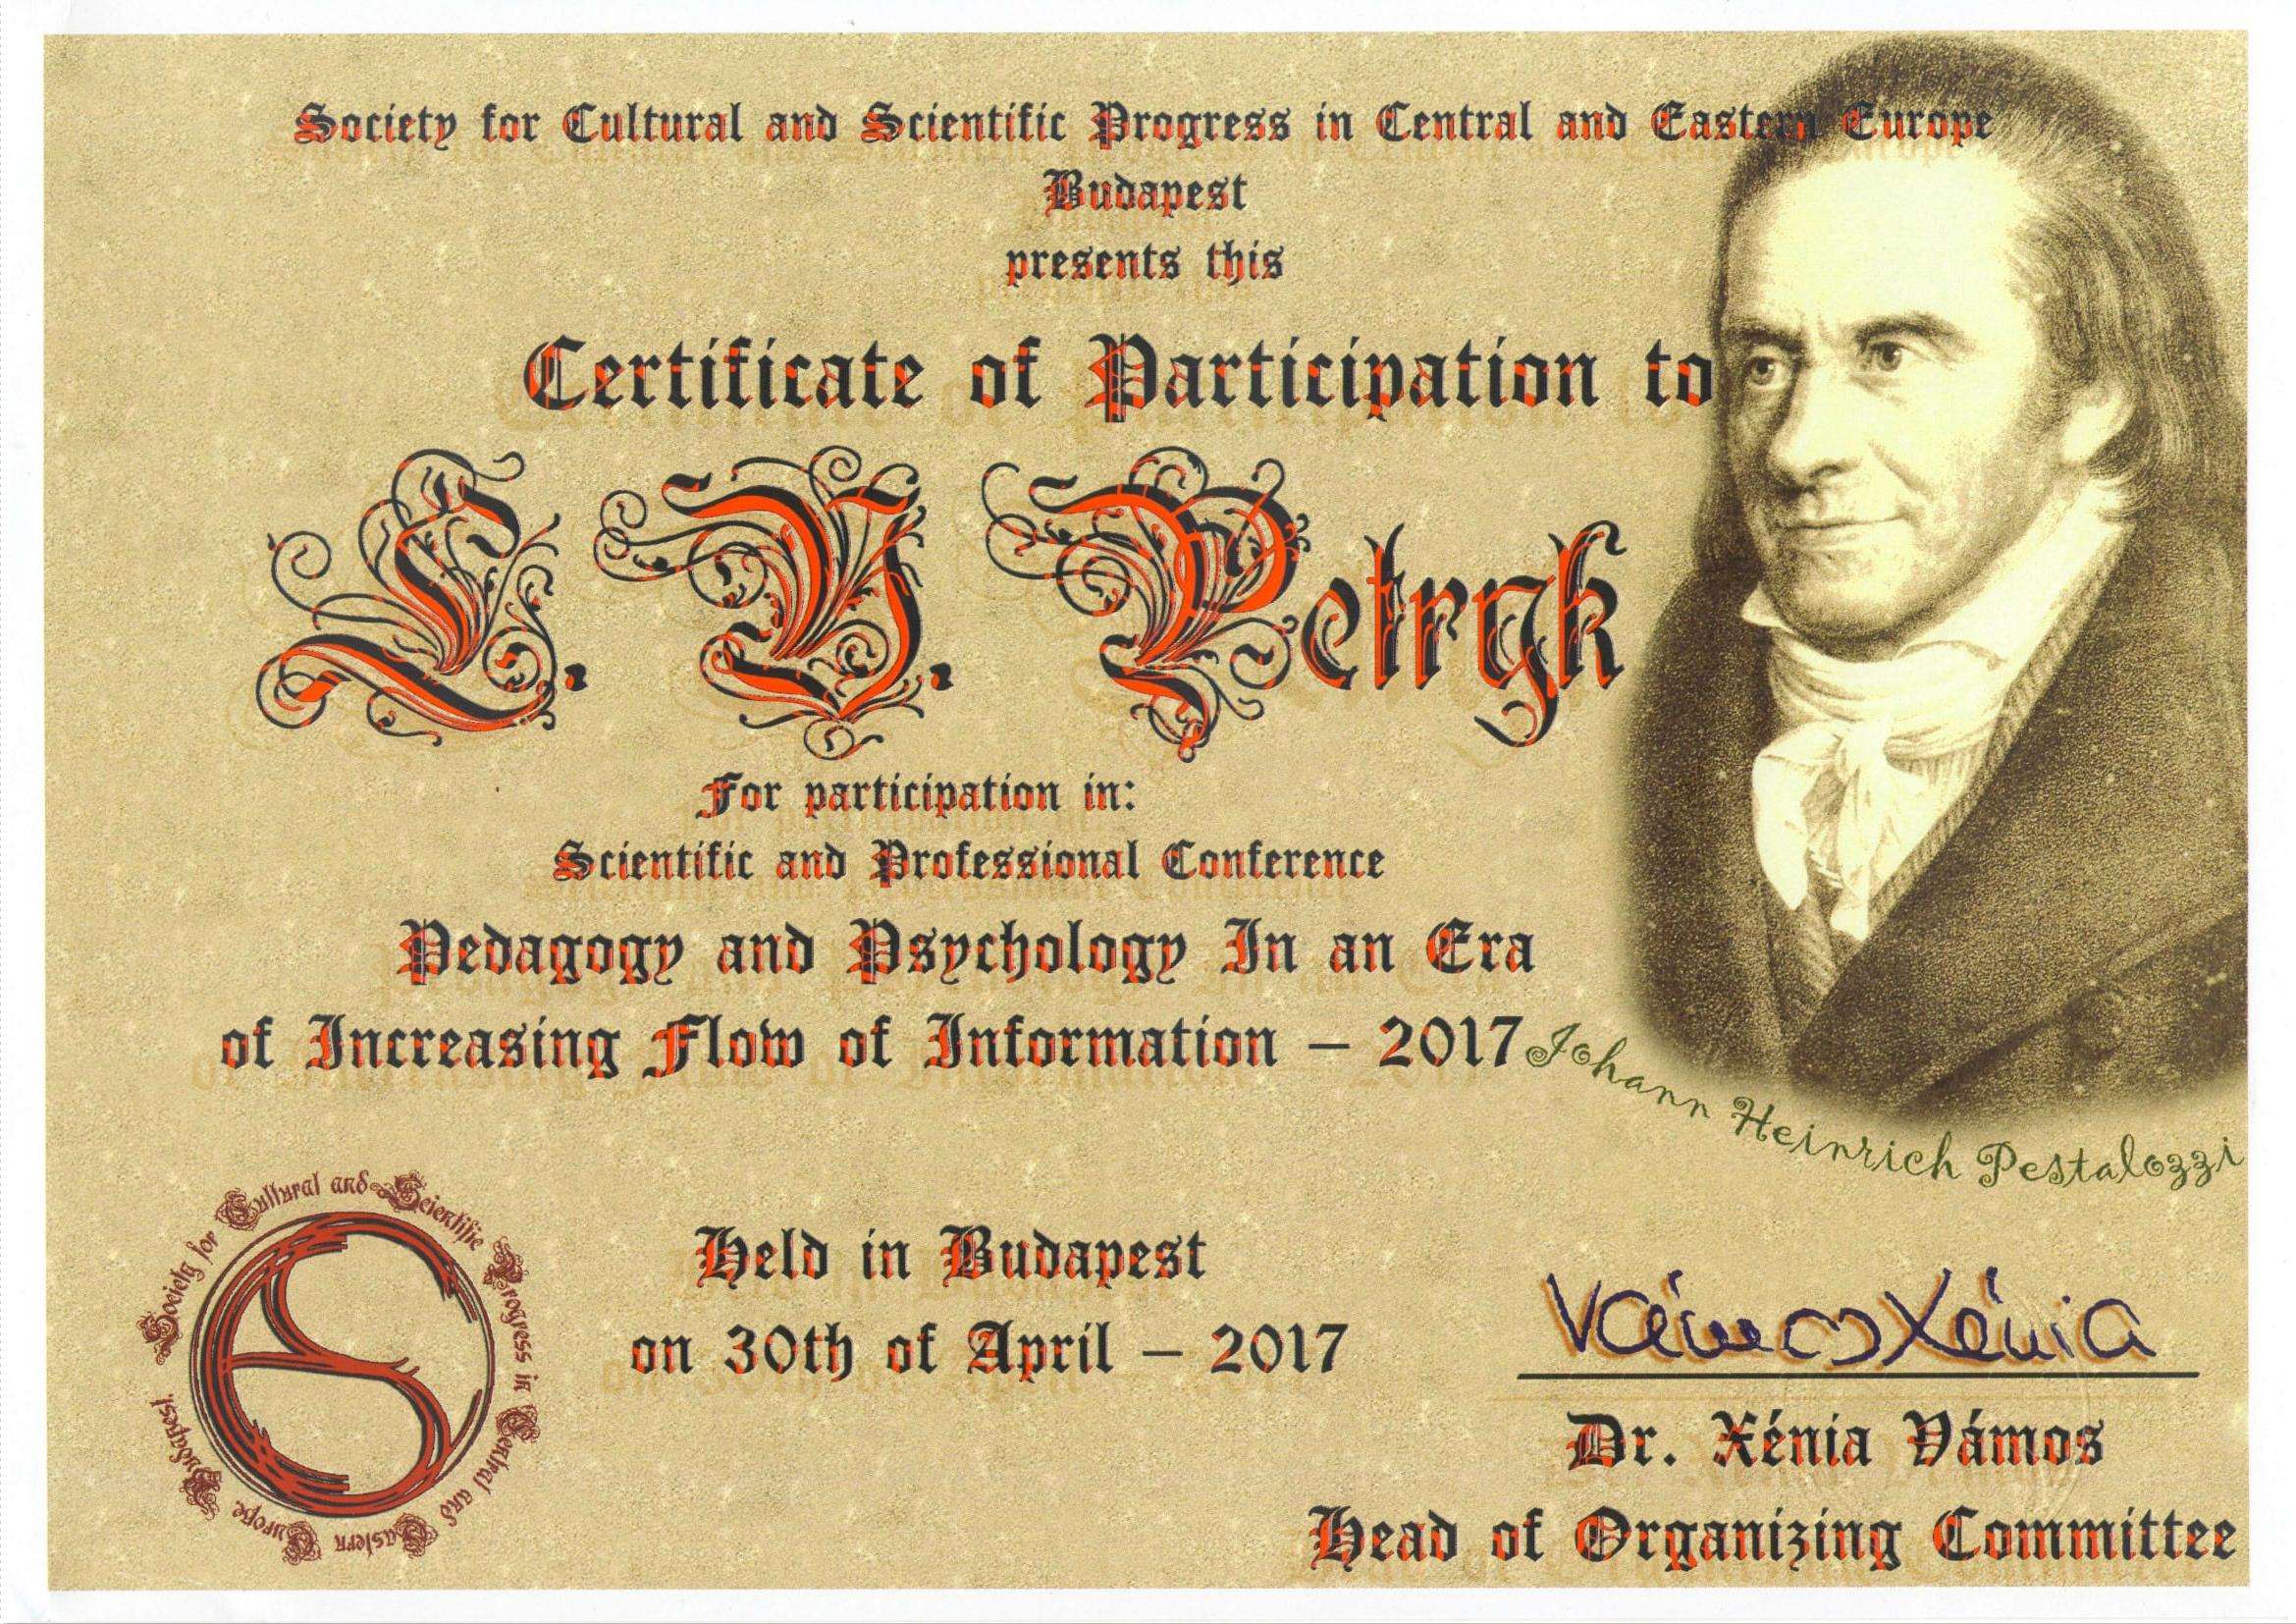 Society for Cultural and Scientific Progress in Central and Eastern Europe
Budapest
presents this
Certificate of Participation to
L. V. Petryk
For participation in:
Scientific and Professional Conference
Pedagogy and Psychology In an Era
of Increasing Flow of Information – 2017
Johann Heinrich Pestalozzi
Society for Cultural and Scientific Progress in Central and Eastern Europe Budapest.
Held in Budapest
on 30th of April – 2017
Vámos Xénia
Dr. Xénia Vámos
Head of Organizing Committee